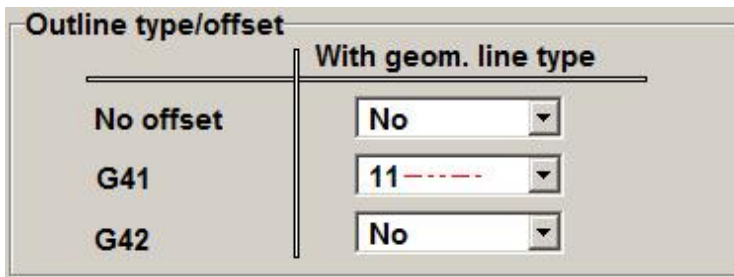 Outline type/offset
With geom. line type
No offset No
G41 11
G42 No